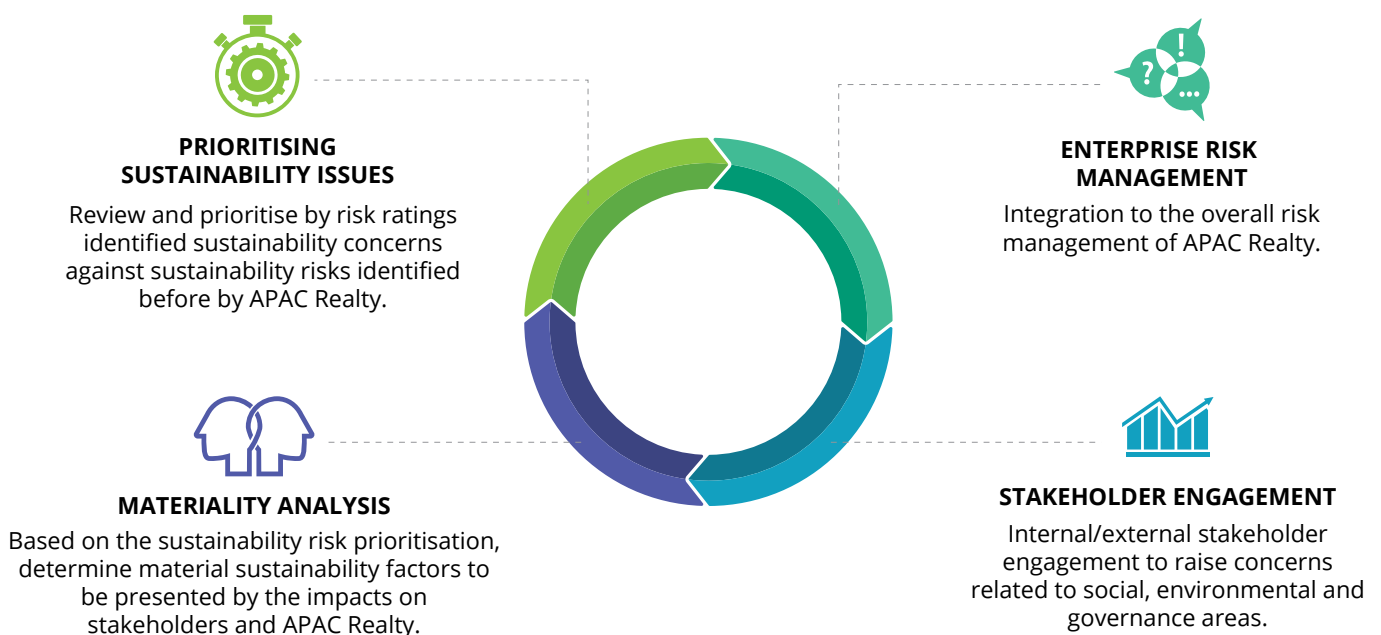 PRIORITISING
SUSTAINABILITY ISSUES
Review and prioritise by risk ratings
identified sustainability concerns
against sustainability risks identified
before by APAC Realty.
!
?
...
ENTERPRISE RISK
MANAGEMENT
Integration to the overall risk
management of APAC Realty.
MATERIALITY ANALYSIS
Based on the sustainability risk prioritisation,
determine material sustainability factors to
be presented by the impacts on
stakeholders and APAC Realty.
STAKEHOLDER ENGAGEMENT
Internal/external stakeholder
engagement to raise concerns
related to social, environmental and
governance areas.